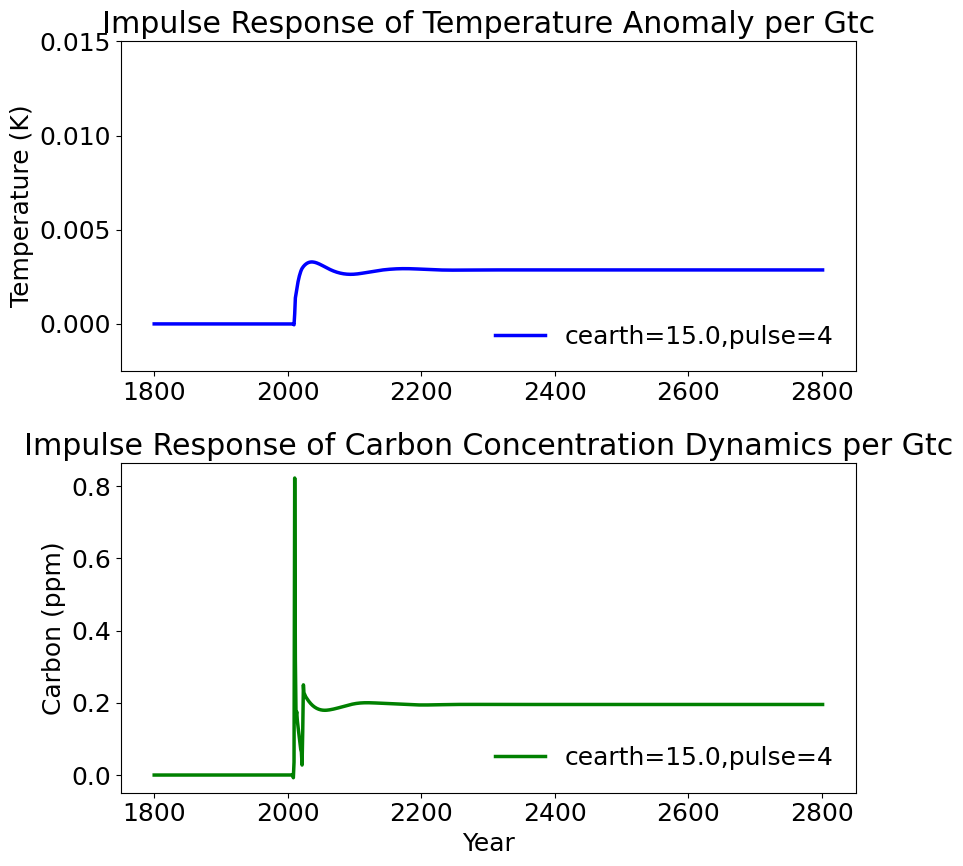 Impulse Response of Temperature Anomaly per Gtc
0.015
0.010
0.005
0.000
Temperature (K)
cearth=15.0,pulse=4
1800 2000 2200 2400 2600 2800
Impulse Response of Carbon Concentration Dynamics per Gtc
0.8
0.6
0.4
0.2
0.0
Carbon (ppm)
cearth=15.0,pulse=4
1800 2000 2200 2400 2600 2800
Year